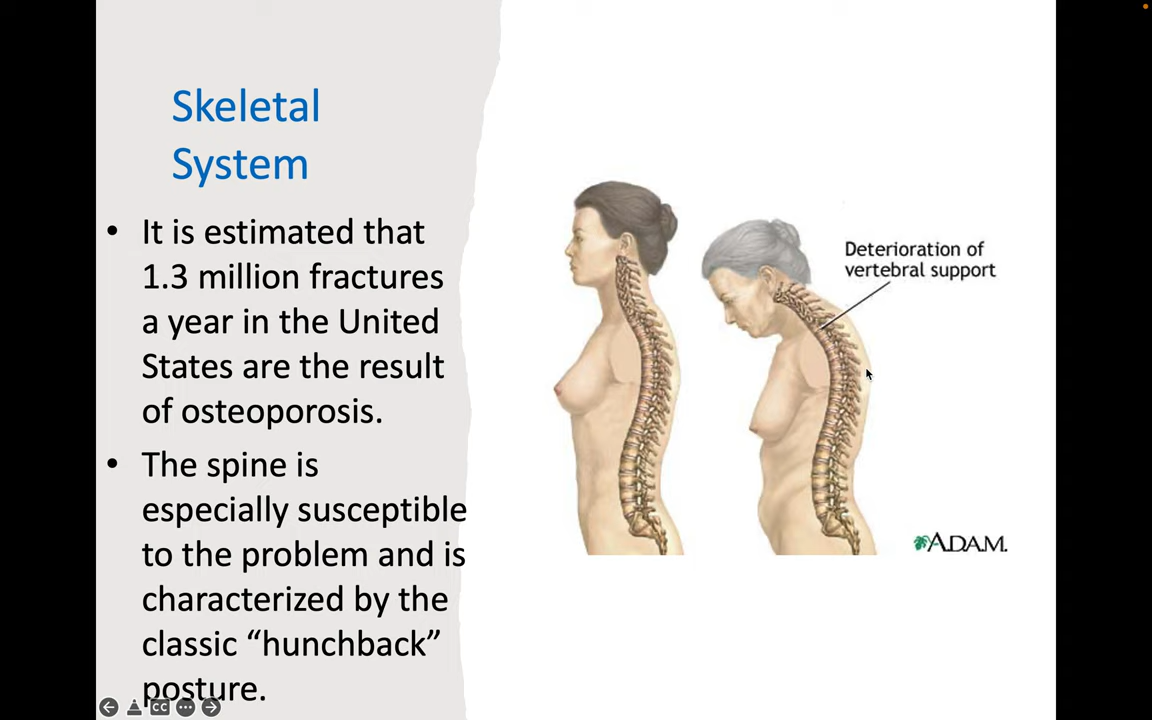 Skeletal
System
• It is estimated that
1.3 million fractures
a year in the United
States are the result
of osteoporosis.
• The spine is
especially susceptible
to the problem and is
characterized by the
classic “hunchback”
posture.
Deterioration of
vertebral support
A.D.A.M.
CC